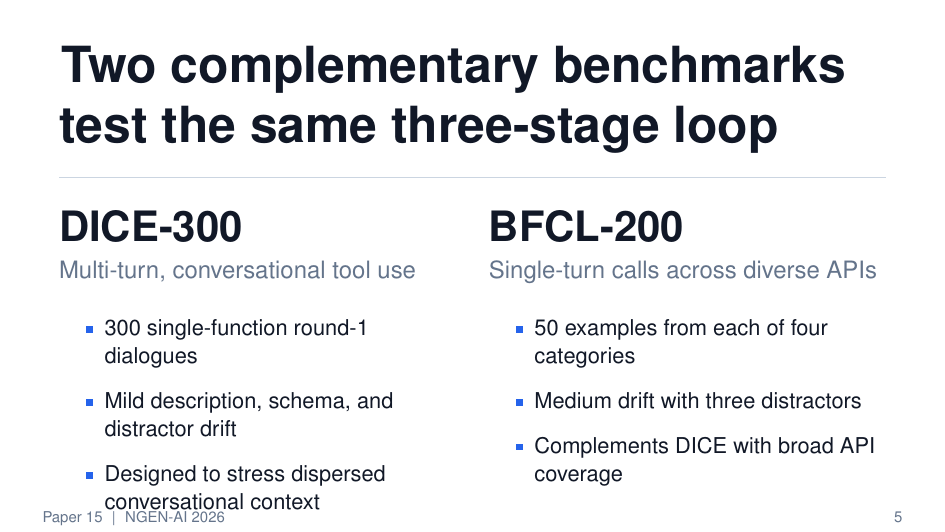 Two complementary benchmarks
test the same three-stage loop
DICE-300
Multi-turn, conversational tool use
300 single-function round-1
dialogues
Mild description, schema, and
distractor drift
Designed to stress dispersed
conversational context
BFCL-200
Single-turn calls across diverse APIs
50 examples from each of four
categories
Medium drift with three distractors
Complements DICE with broad API
coverage
Paper 15 | NGEN-AI 2026
5